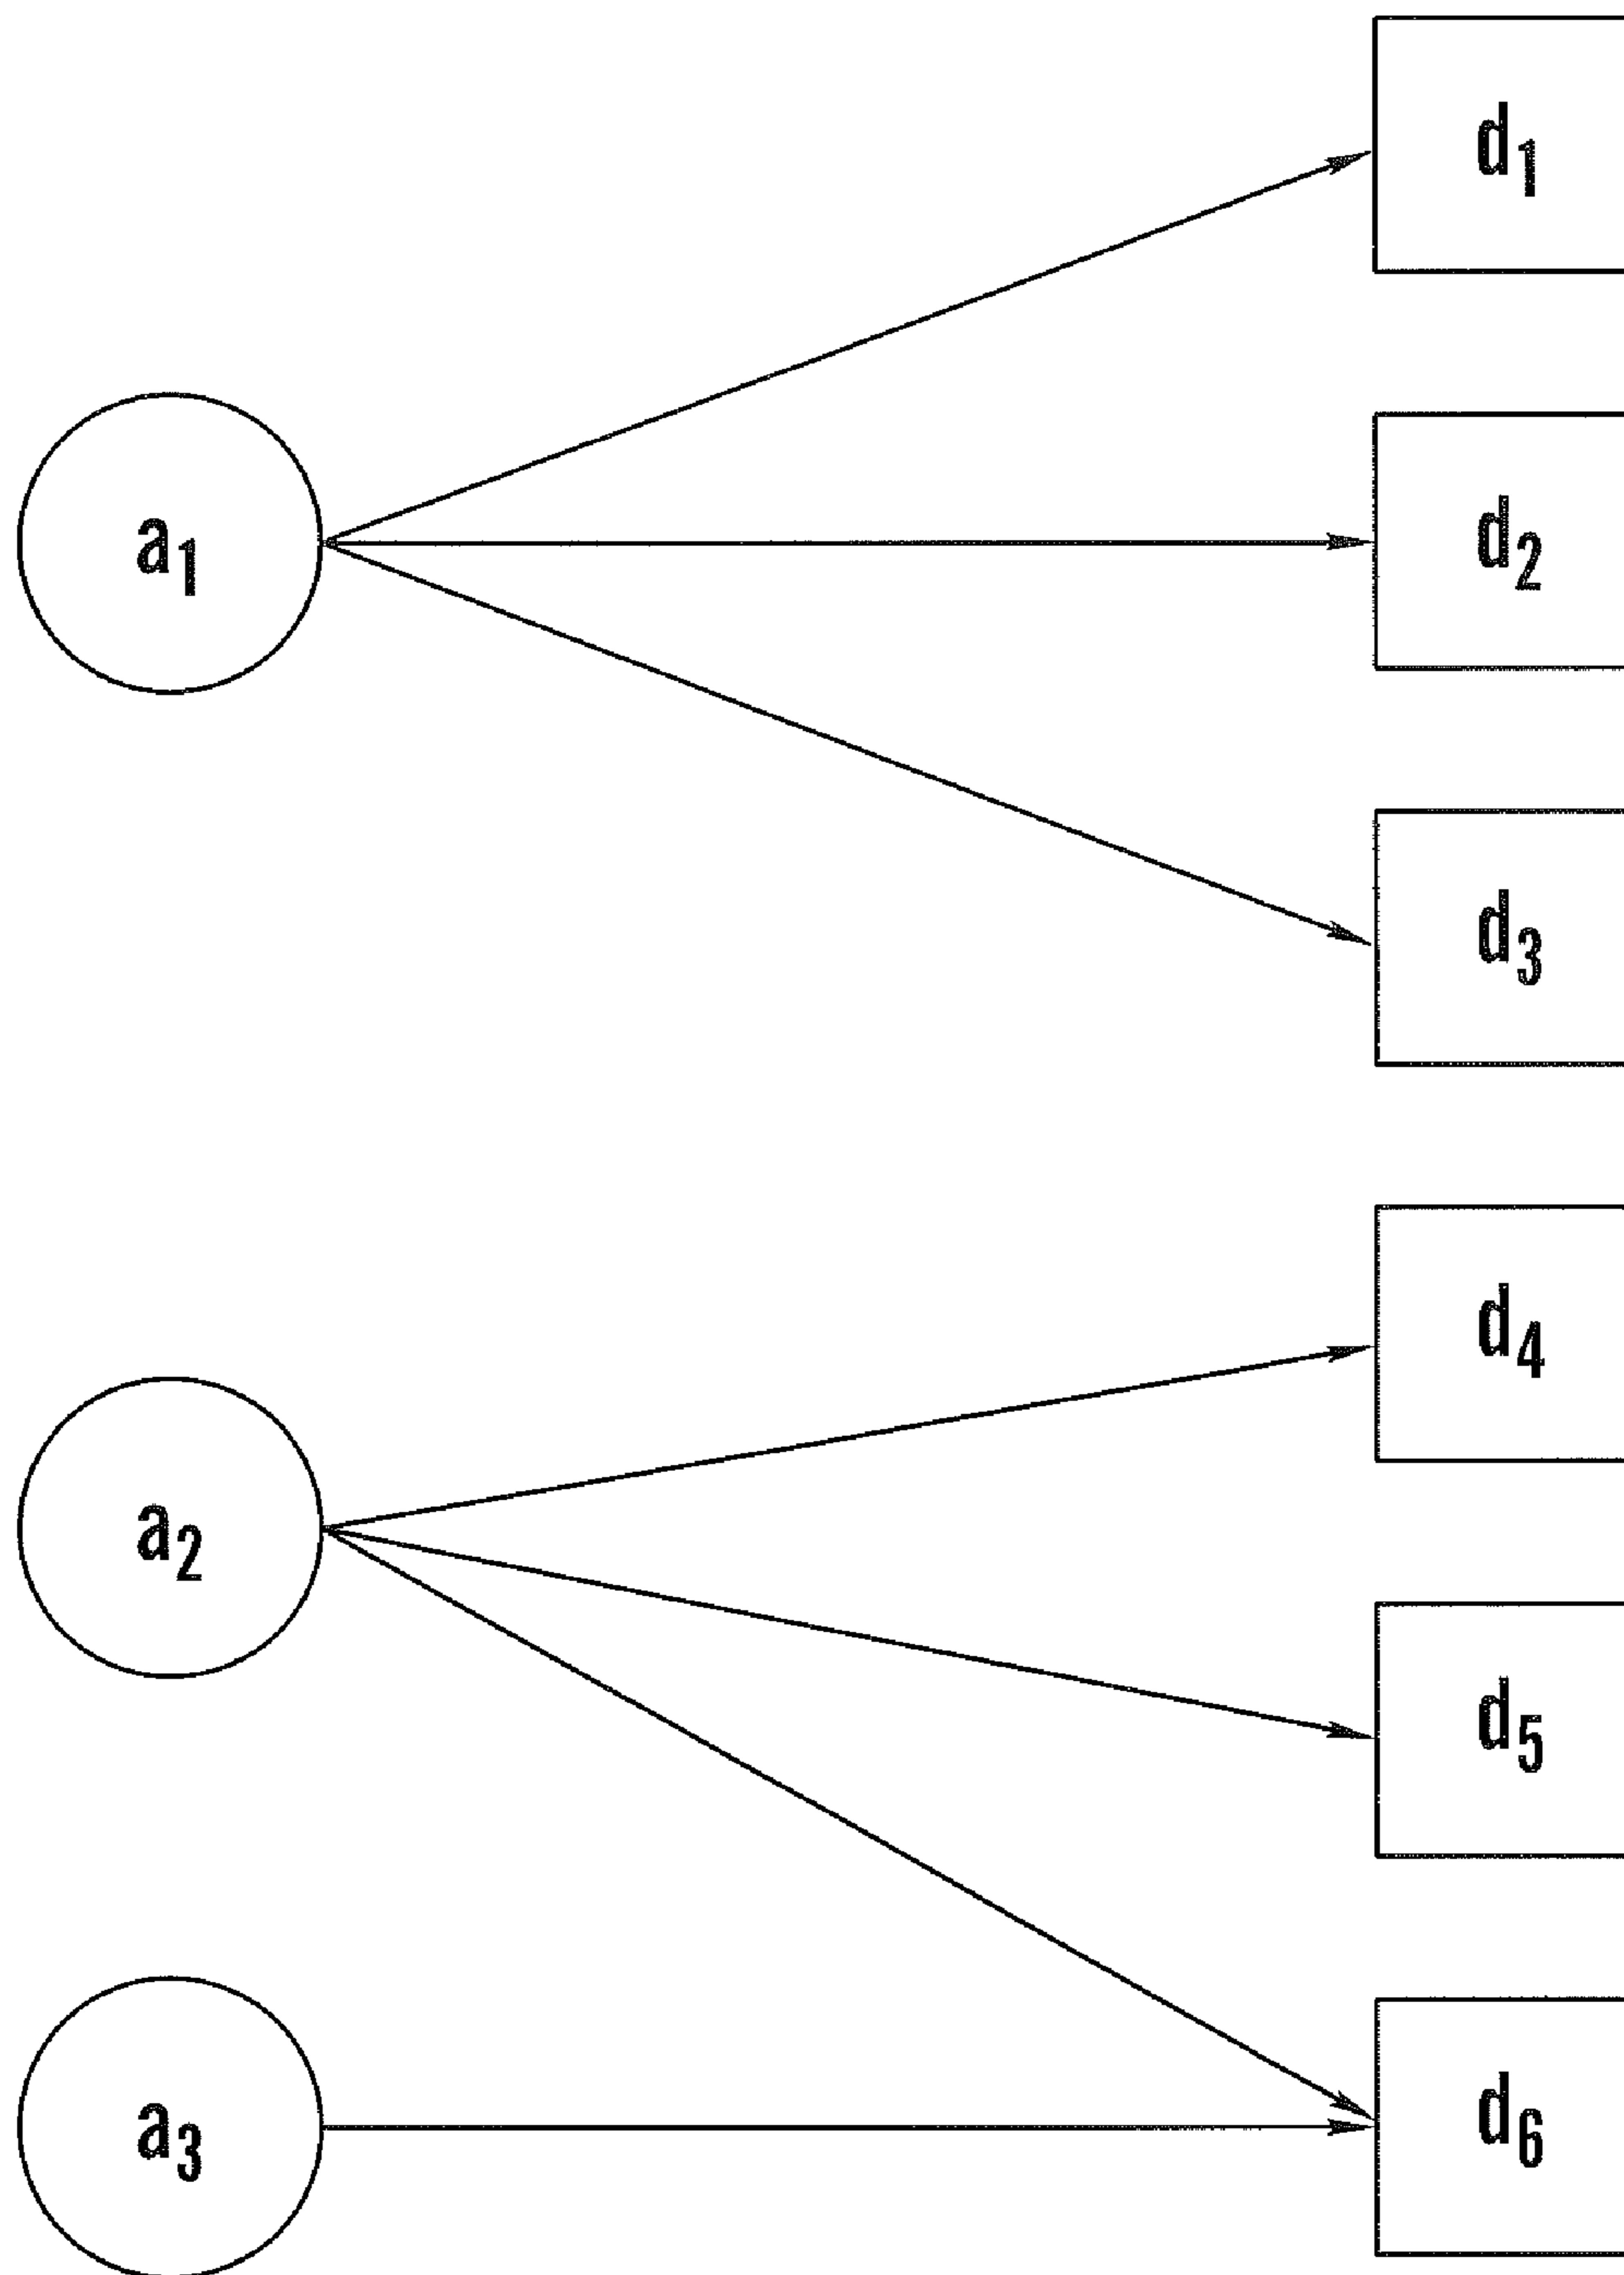 d₁
a₁
d₂
d₃
d₄
a₂
d₅
a₃
d₆